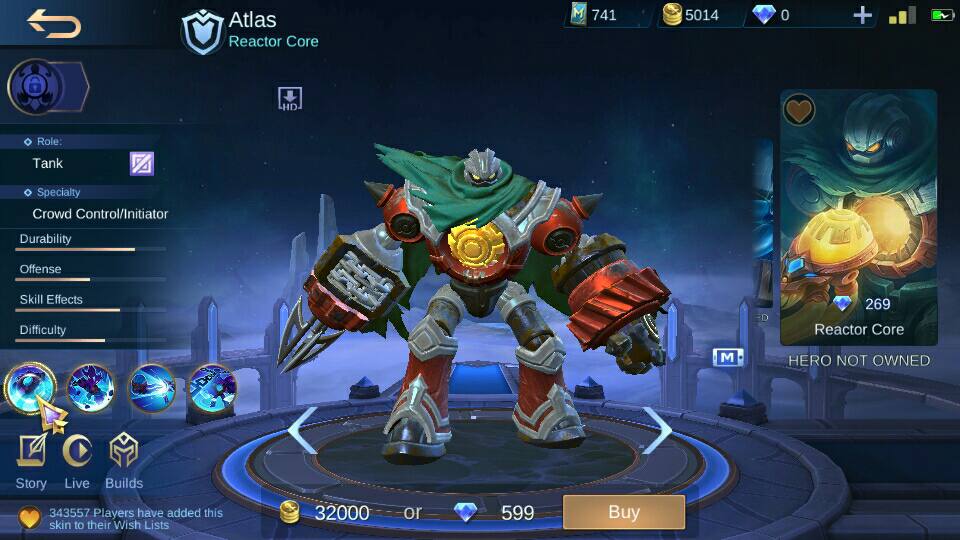 Atlas
Reactor Core
741
5014
0
HD
Role:
Tank
Specialty
Crowd Control/Initiator
Durability
Offense
Skill Effects
Difficulty
269
Reactor Core
HERO NOT OWNED
M
Story
Live
Builds
343557 Players have added this
skin to their Wish Lists
32000 or 599
Buy